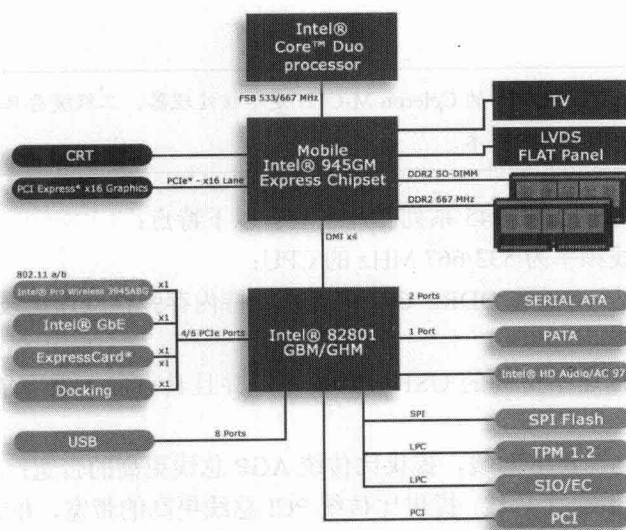 Intel®
Core™ Duo
processor
FSB 533/667 MHz
Mobile
Intel® 945GM
Express Chipset
TV
LVDS
FLAT Panel
CRT
PCI Express* x16 Graphics
PCIe* - x16 Lane
DDR2 SO-DIMM
DDR2 667 MHz
DMI x4
802.11 a/b
Intel® Pro Wireless 3945ABG
x1
Intel® GbE
x1
ExpressCard*
x1
x1
Docking
x1
4/6 PCIe Ports
Intel® 82801
GBM/GHM
2 Ports
SERIAL ATA
1 Port
PATA
Intel® HD Audio/AC 97
USB
8 Ports
SPI
SPI Flash
LPC
TPM 1.2
LPC
SIO/EC
PCI
PCI